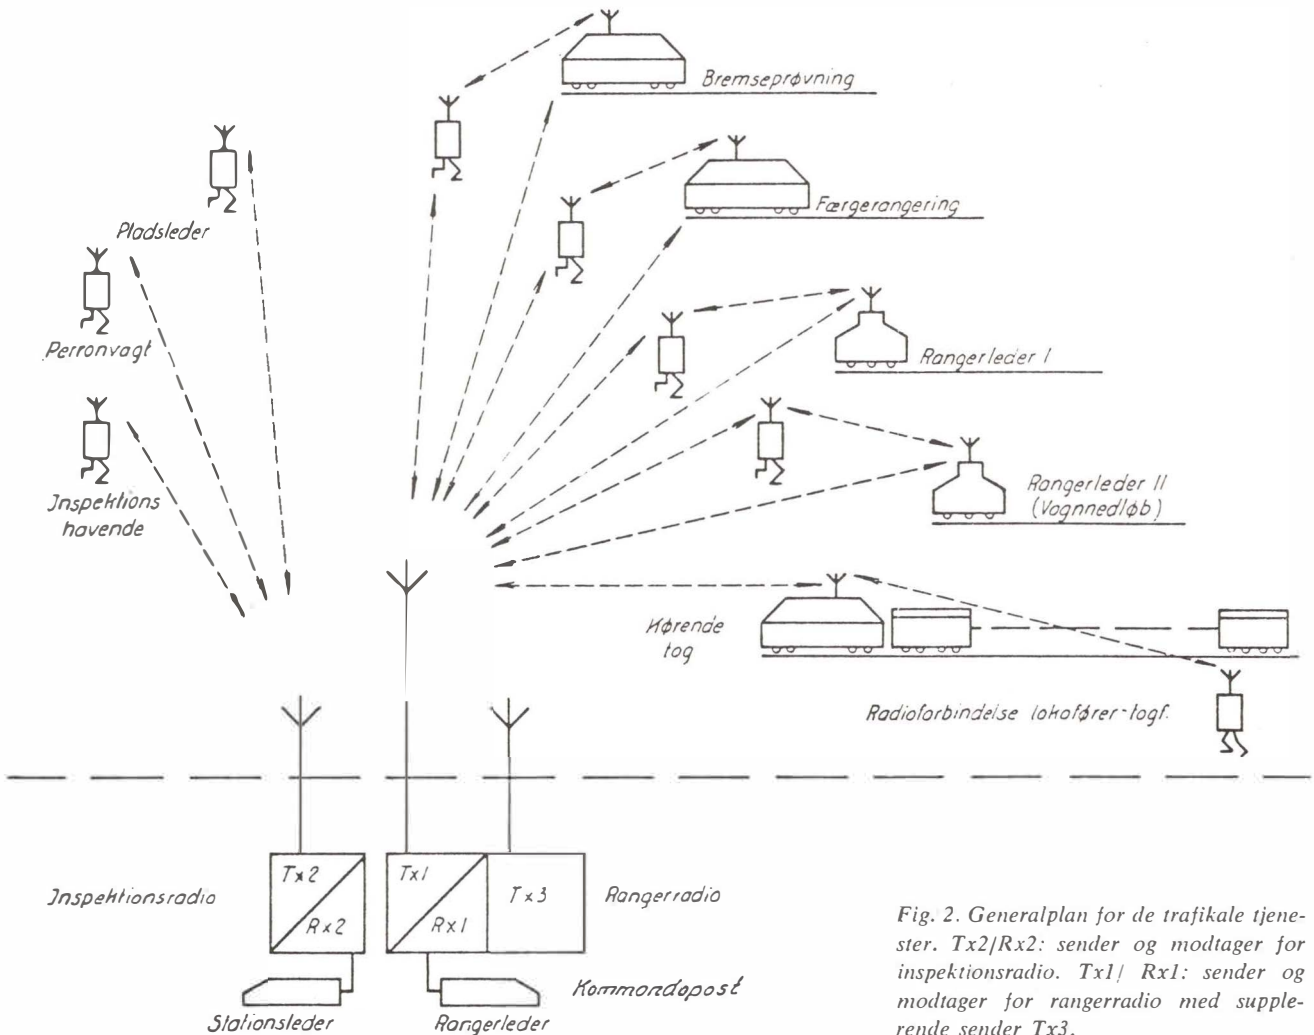 Bremseprøvning
Færgerangering
Pladsleder
Perronvagt
Rangerleder I
Inspektions
havende
Rangerleder II
(Vognnedløb)
Kørende
tog
Radioforbindelse lokofører-togf.
Inspektionsradio
Tx2
Rx2
Tx1
Rx1
Tx3
Rangerradio
Kommandopost
Stationsleder
Rangerleder
Fig. 2. Generalplan for de trafikale tjene-
ster. Tx2/Rx2: sender og modtager for
inspektionsradio. Tx1/ Rx1: sender og
modtager for rangerradio med supple-
rende sender Tx3.